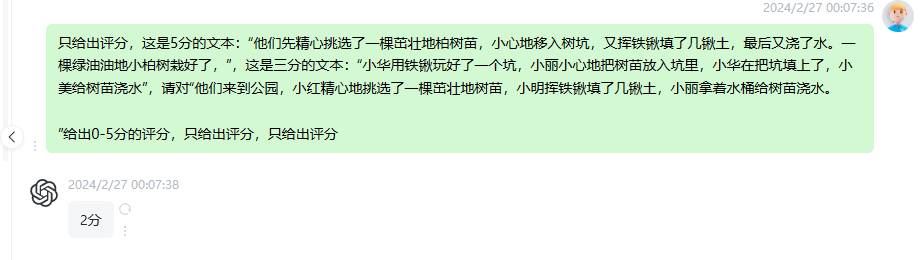 2024/2/27 00:07:36
只给出评分，这是5分的文本：“他们先精心挑选了一棵茁壮地柏树苗，小心地移入树坑，又挥铁锹填了几锹土，最后又浇了水。一
棵绿油油地小柏树栽好了，”，这是三分的文本：“小华用铁锹玩好了一个坑，小丽小心地把树苗放入坑里，小华在把坑填上了，小
美给树苗浇水”，请对“他们来到公园，小红精心地挑选了一棵茁壮地树苗，小明挥铁锹填了几锹土，小丽拿着水桶给树苗浇水。
”给出0-5分的评分，只给出评分，只给出评分
2024/2/27 00:07:38
2分